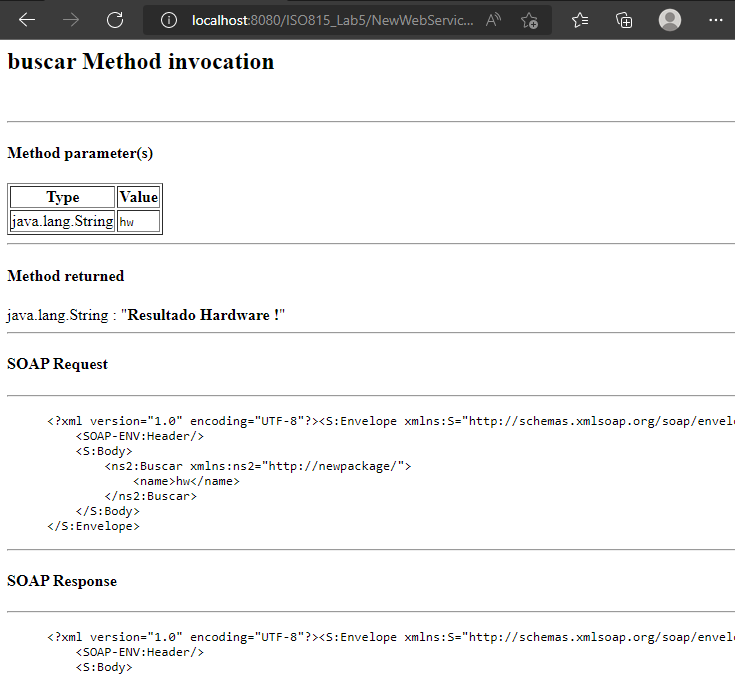 localhost:8080/ISO815_Lab5/NewWebServic...
buscar Method invocation
Method parameter(s)
Type Value
java.lang.String hw
Method returned
java.lang.String : "Resultado Hardware !"
SOAP Request
<?xml version="1.0" encoding="UTF-8"?><S:Envelope xmlns:S="http://schemas.xmlsoap.org/soap/envel
<SOAP-ENV:Header/>
<S:Body>
<ns2:Buscar xmlns:ns2="http://newpackage/">
<name>hw</name>
</ns2:Buscar>
</S:Body>
</S:Envelope>
SOAP Response
<?xml version="1.0" encoding="UTF-8"?><S:Envelope xmlns:S="http://schemas.xmlsoap.org/soap/envel
<SOAP-ENV:Header/>
<S:Body>